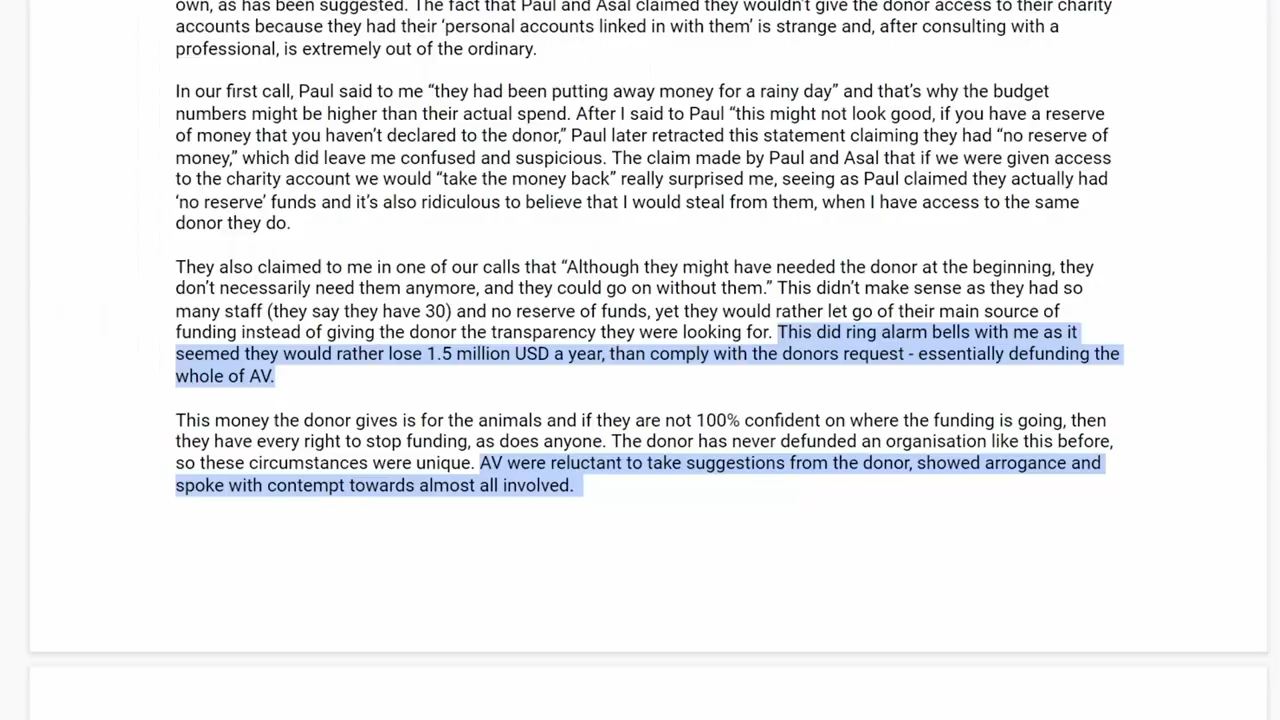 own, as has been suggested. The fact that Paul and Asal claimed they wouldn't give the donor access to their charity
accounts because they had their ‘personal accounts linked in with them’ is strange and, after consulting with a
professional, is extremely out of the ordinary.
In our first call, Paul said to me “they had been putting away money for a rainy day” and that’s why the budget
numbers might be higher than their actual spend. After I said to Paul “this might not look good, if you have a reserve
of money that you haven’t declared to the donor,” Paul later retracted this statement claiming they had “no reserve of
money,” which did leave me confused and suspicious. The claim made by Paul and Asal that if we were given access
to the charity account we would “take the money back” really surprised me, seeing as Paul claimed they actually had
‘no reserve’ funds and it’s also ridiculous to believe that I would steal from them, when I have access to the same
donor they do.
They also claimed to me in one of our calls that “Although they might have needed the donor at the beginning, they
don’t necessarily need them anymore, and they could go on without them.” This didn’t make sense as they had so
many staff (they say they have 30) and no reserve of funds, yet they would rather let go of their main source of
funding instead of giving the donor the transparency they were looking for. This did ring alarm bells with me as it
seemed they would rather lose 1.5 million USD a year, than comply with the donors request - essentially defunding the
whole of AV.
This money the donor gives is for the animals and if they are not 100% confident on where the funding is going, then
they have every right to stop funding, as does anyone. The donor has never defunded an organisation like this before,
so these circumstances were unique. AV were reluctant to take suggestions from the donor, showed arrogance and
spoke with contempt towards almost all involved.